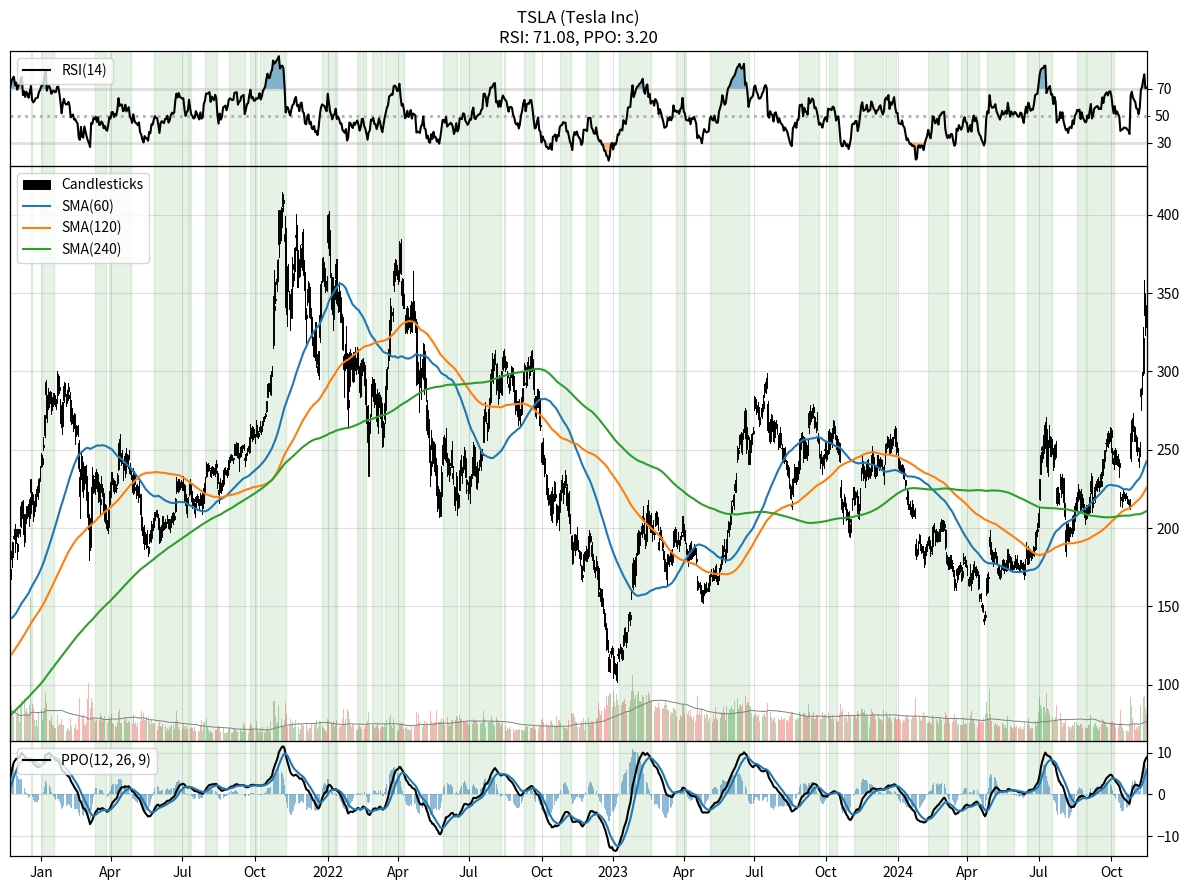 TSLA (Tesla Inc)
RSI: 71.08, PPO: 3.20
RSI(14)
70
50
30
Candlesticks
SMA(60)
SMA(120)
SMA(240)
400
350
300
250
200
150
100
PPO(12, 26, 9)
10
0
−10
Jan Apr Jul Oct 2022 Apr Jul Oct 2023 Apr Jul Oct 2024 Apr Jul Oct